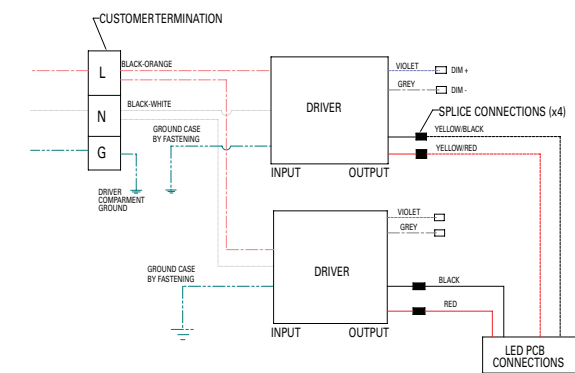 CUSTOMER TERMINATION
L
BLACK-ORANGE
N
BLACK-WHITE
G
GROUND CASE
BY FASTENING
DRIVER
COMPARMENT
GROUND
DRIVER
INPUT
OUTPUT
VIOLET
DIM +
GREY
DIM -
SPLICE CONNECTIONS (x4)
YELLOW/BLACK
YELLOW/RED
GROUND CASE
BY FASTENING
DRIVER
INPUT
OUTPUT
VIOLET
GREY
BLACK
RED
LED PCB
CONNECTIONS